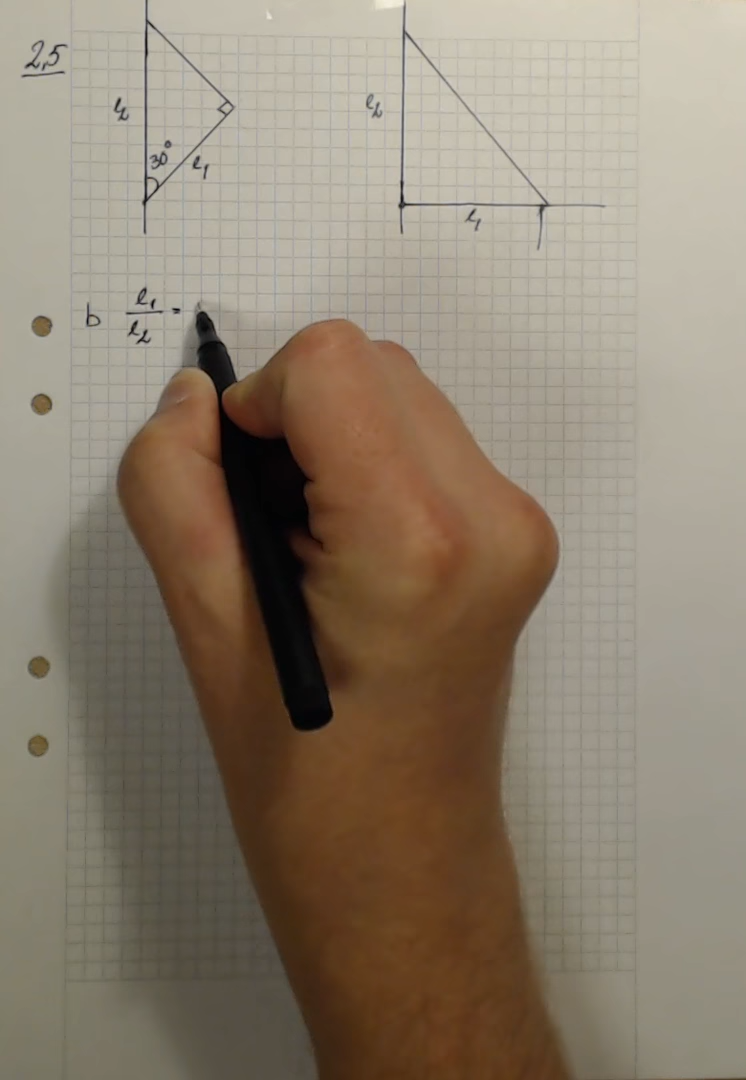 2,5
l₂
30°
l₁
l₂
l₁
b l₁/l₂ =